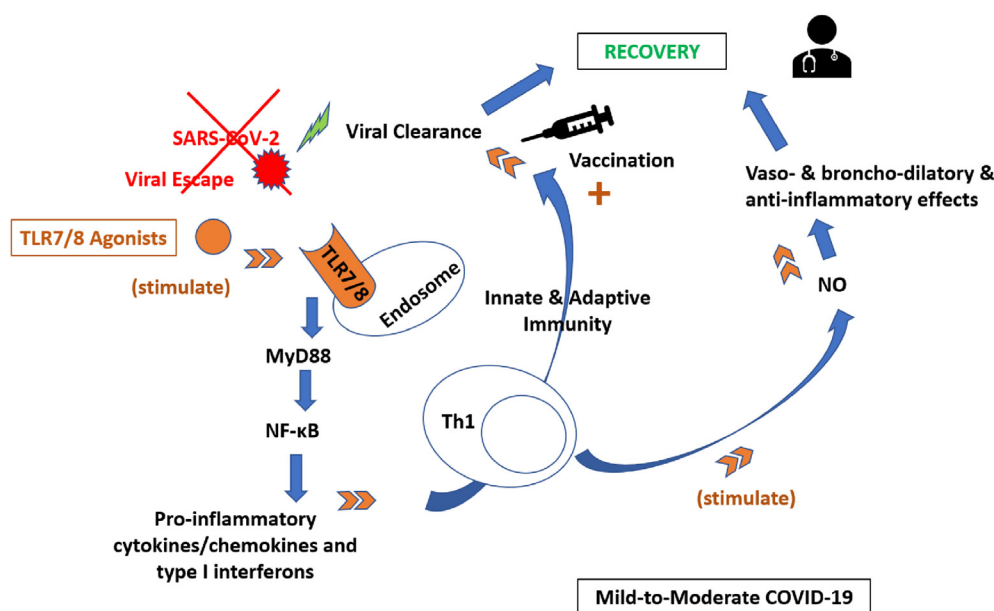 RECOVERY
SARS-CoV-2
Viral Clearance
Viral Escape
Vaccination
+
Vaso- & broncho-dilatory &
anti-inflammatory effects
TLR7/8 Agonists
(stimulate)
TLR7/8
Endosome
NO
Innate & Adaptive
Immunity
MyD88
NF-κB
Th1
(stimulate)
Pro-inflammatory
cytokines/chemokines and
type I interferons
Mild-to-Moderate COVID-19